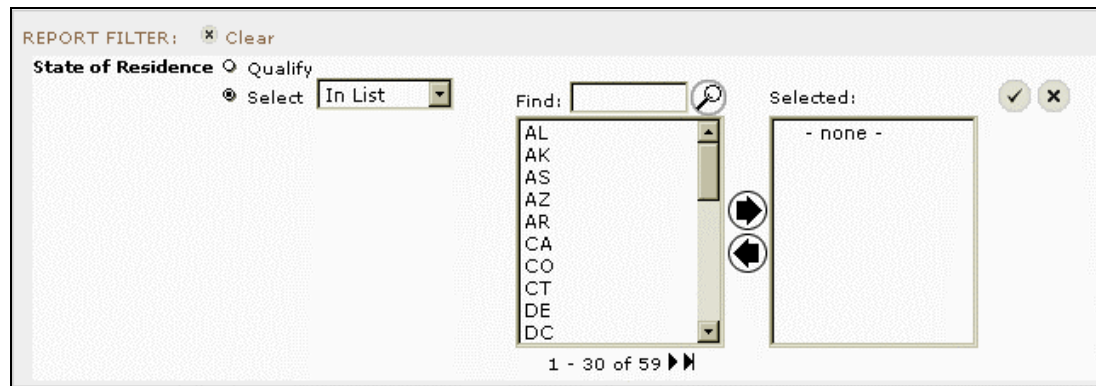 REPORT FILTER: Clear
State of Residence Qualify
Select In List
Find:
Selected:
AL
AK
AS
AZ
AR
CA
CO
CT
DE
DC
- none -
1 - 30 of 59